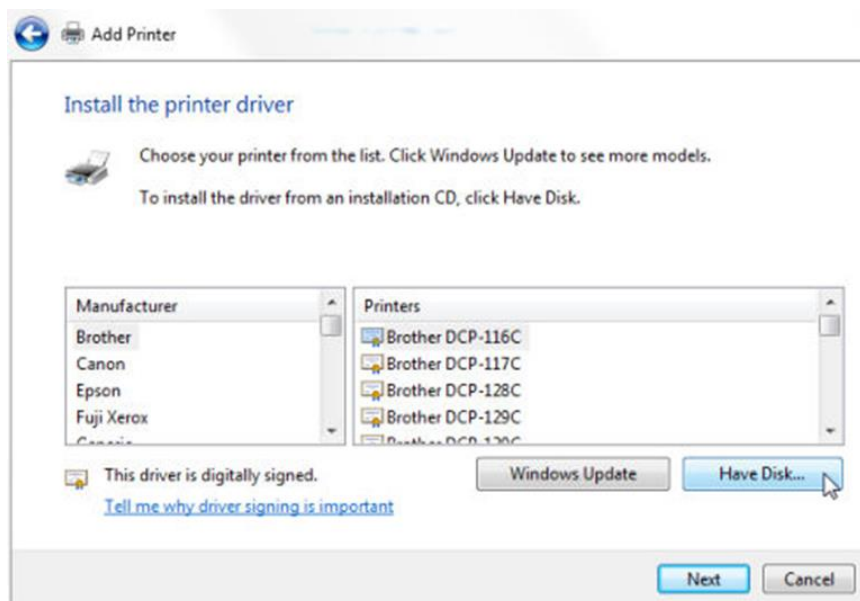 Add Printer
Install the printer driver
Choose your printer from the list. Click Windows Update to see more models.
To install the driver from an installation CD, click Have Disk.
Manufacturer
Brother
Canon
Epson
Fuji Xerox
Printers
Brother DCP-116C
Brother DCP-117C
Brother DCP-128C
Brother DCP-129C
This driver is digitally signed.
Tell me why driver signing is important
Windows Update
Have Disk...
Next
Cancel